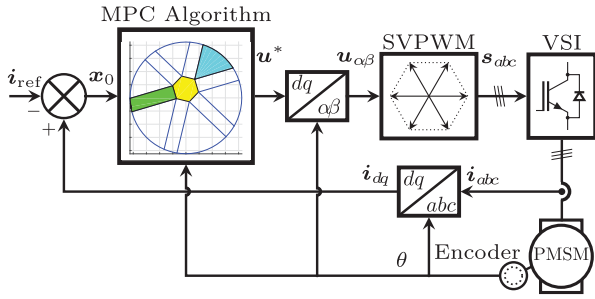 MPC Algorithm
SVPWM
VSI
i_ref
x_0
u*
u_αβ
s_abc
−
+
dq
αβ
i_dq
dq
abc
i_abc
θ
Encoder
PMSM